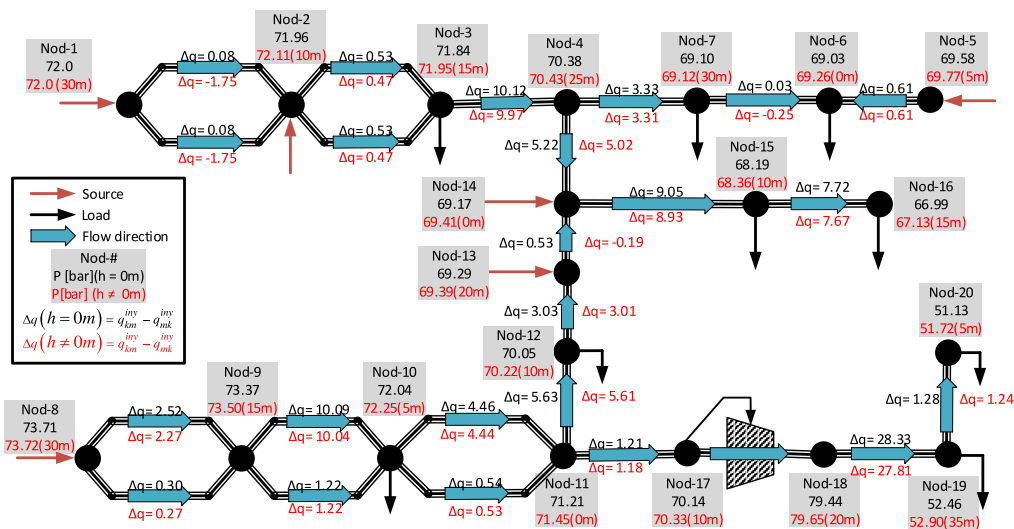 Nod-1
72.0
72.0 (30m)
Δq= 0.08
Δq= -1.75
Δq= 0.08
Δq= -1.75
Nod-2
71.96
72.11(10m)
Δq= 0.53
Δq= 0.47
Δq= 0.53
Δq= 0.47
Nod-3
71.84
71.95(15m)
Δq= 10.12
Δq= 9.97
Nod-4
70.38
70.43(25m)
Δq= 3.33
Δq= 3.31
Nod-7
69.10
69.12(30m)
Δq= 0.03
Δq= -0.25
Nod-6
69.03
69.26(0m)
Δq= 0.61
Δq= 0.61
Nod-5
69.58
69.77(5m)
Δq= 5.22
Δq= 5.02
Nod-14
69.17
69.41(0m)
Δq= 9.05
Δq= 8.93
Nod-15
68.19
68.36(10m)
Δq= 7.72
Δq= 7.67
Nod-16
66.99
67.13(15m)
Source
Load
Flow direction
Nod-#
P [bar](h = 0m)
P[bar] (h ≠ 0m)
Δq(h=0m) = q_km^iny − q_mk^iny
Δq(h≠0m) = q_km^iny − q_mk^iny
Δq= 0.53
Δq= -0.19
Nod-13
69.29
69.39(20m)
Δq= 3.03
Δq= 3.01
Nod-12
70.05
70.22(10m)
Δq= 5.63
Δq= 5.61
Nod-20
51.13
51.72(5m)
Δq= 1.28
Δq= 1.24
Nod-8
73.71
73.72(30m)
Δq= 2.52
Δq= 2.27
Δq= 0.30
Δq= 0.27
Nod-9
73.37
73.50(15m)
Δq= 10.09
Δq= 10.04
Δq= 1.22
Δq= 1.22
Nod-10
72.04
72.25(5m)
Δq= 4.46
Δq= 4.44
Δq= 0.54
Δq= 0.53
Nod-11
71.21
71.45(0m)
Δq= 1.21
Δq= 1.18
Nod-17
70.14
70.33(10m)
Nod-18
79.44
79.65(20m)
Δq= 28.33
Δq= 27.81
Nod-19
52.46
52.90(35m)